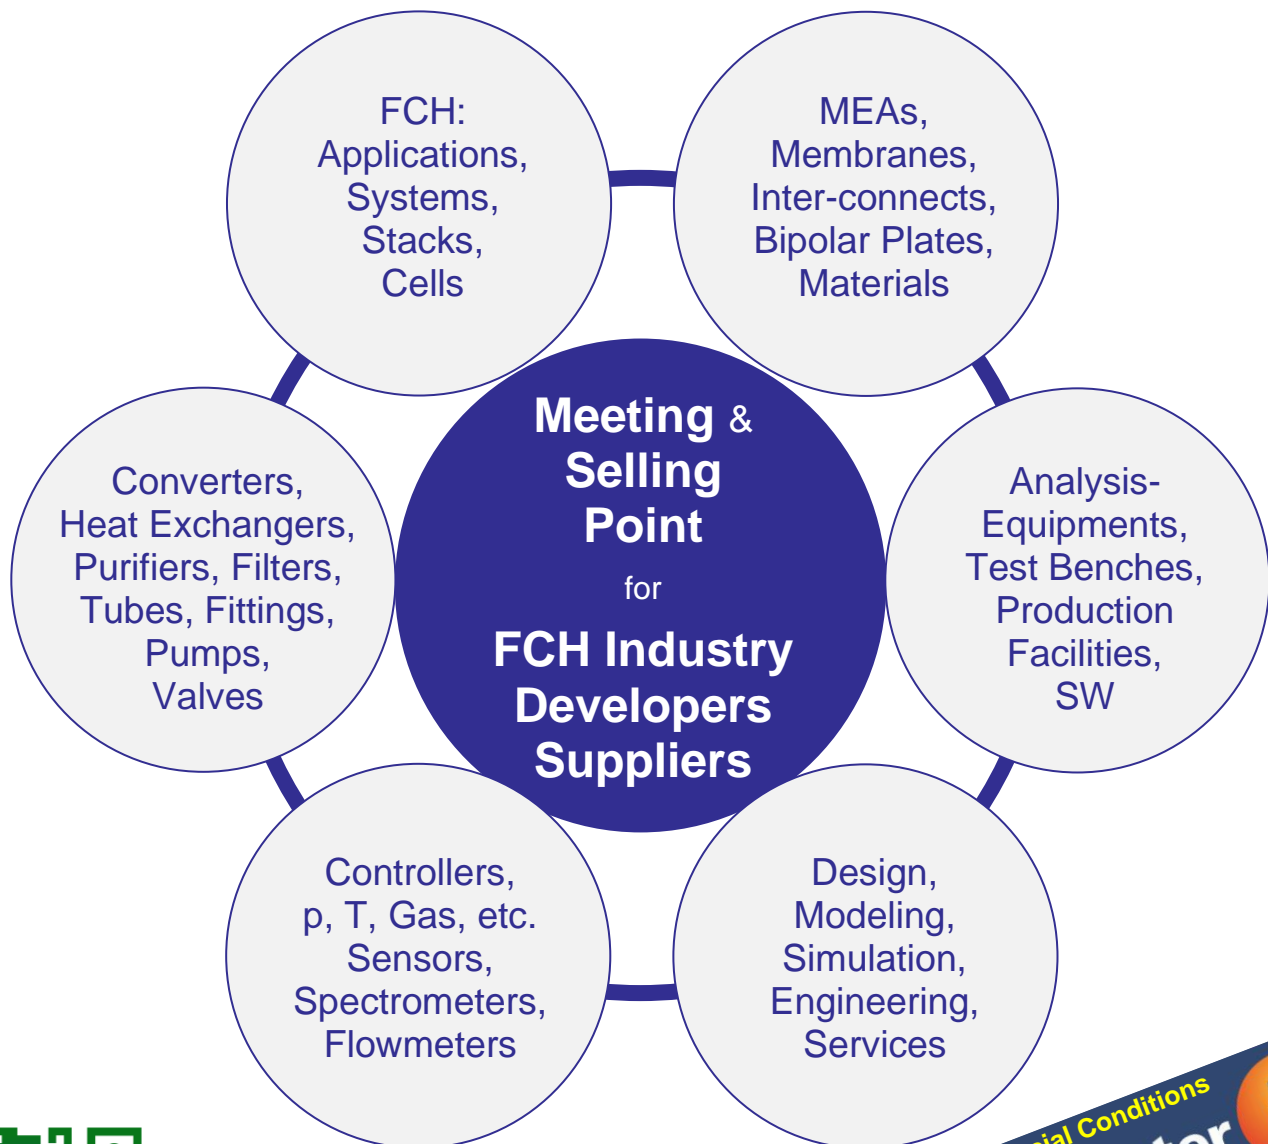 FCH:
Applications,
Systems,
Stacks,
Cells
MEAs,
Membranes,
Inter-connects,
Bipolar Plates,
Materials
Meeting &
Selling
Point
for
FCH Industry
Developers
Suppliers
Converters,
Heat Exchangers,
Purifiers, Filters,
Tubes, Fittings,
Pumps,
Valves
Analysis-
Equipments,
Test Benches,
Production
Facilities,
SW
Controllers,
p, T, Gas, etc.
Sensors,
Spectrometers,
Flowmeters
Design,
Modeling,
Simulation,
Engineering,
Services
Conditions